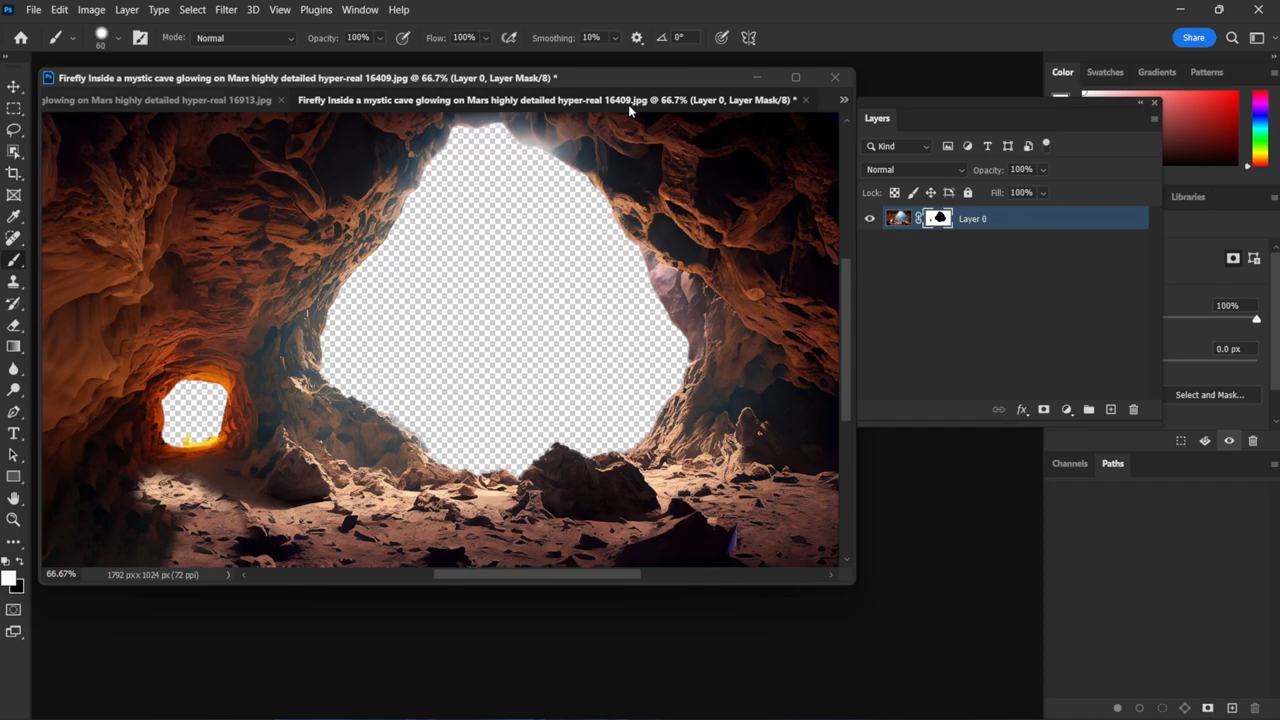 Ps File Edit Image Layer Type Select Filter 3D View Plugins Window Help
60 Mode: Normal Opacity: 100% Flow: 100% Smoothing: 10% 0° Share
Ps Firefly Inside a mystic cave glowing on Mars highly detailed hyper-real 16409.jpg @ 66.7% (Layer 0, Layer Mask/8) *
glowing on Mars highly detailed hyper-real 16913.jpg × Firefly Inside a mystic cave glowing on Mars highly detailed hyper-real 16409.jpg @ 66.7% (Layer 0, Layer Mask/8) * ×
66.67% 1792 px x 1024 px (72 ppi)
Layers
Kind
Normal Opacity: 100%
Lock: Fill: 100%
Layer 0
fx
Color Swatches Gradients Patterns
Libraries
100%
0.0 px
Select and Mask...
Channels Paths